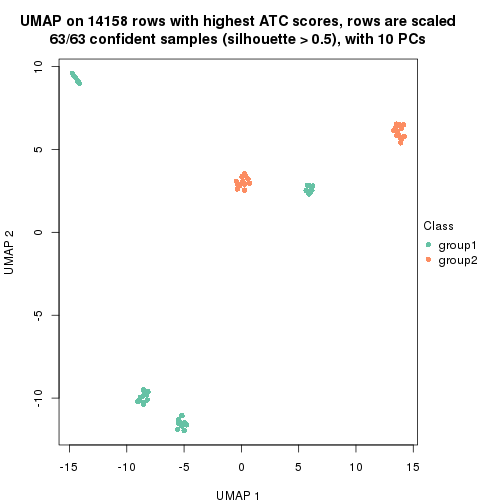 UMAP on 14158 rows with highest ATC scores, rows are scaled
63/63 confident samples (silhouette > 0.5), with 10 PCs
10
5
0
-5
-10
UMAP 2
-15
-10
-5
0
5
10
15
UMAP 1
Class
group1
group2